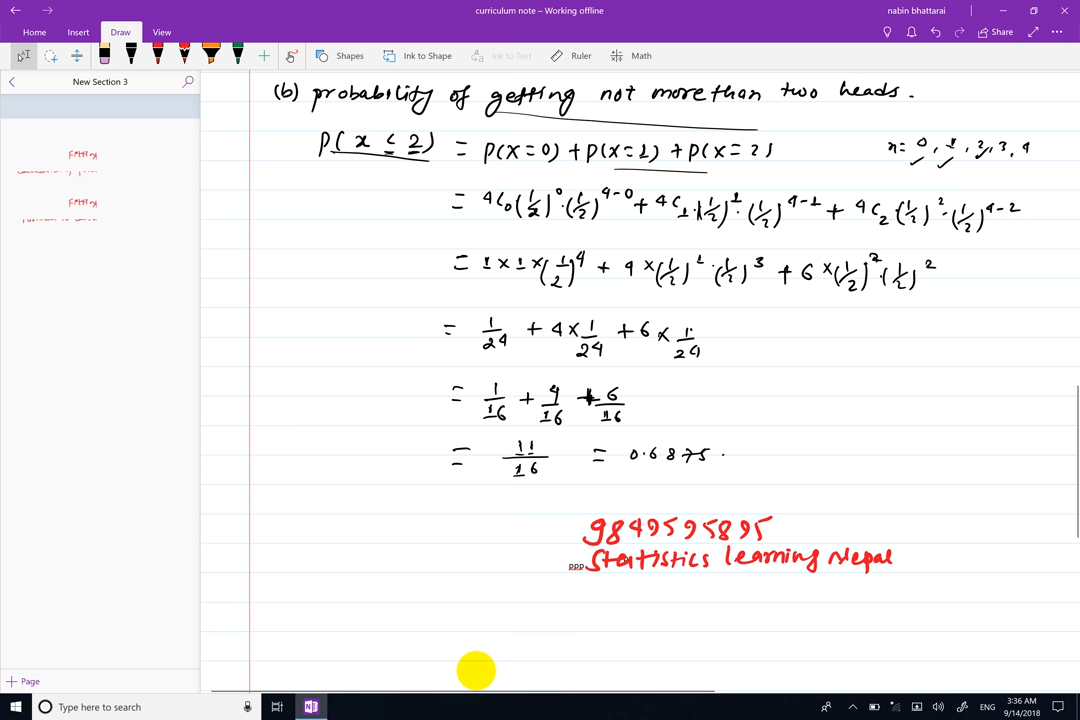 curriculum note – Working offline
nabin bhattarai
Home Insert Draw View
Share
Shapes Ink to Shape Ink to Text Ruler Math
New Section 3
Page
(b) probability of getting not more than two heads.
P(x ≤ 2) = P(X=0) + P(X=1) + P(X=2)
x = 0, 1, 2, 3, 4
= 4C0 (1/2)^0 · (1/2)^4-0 + 4C1 · (1/2)^1 · (1/2)^4-1 + 4C2 (1/2)^2 · (1/2)^4-2
= 1 × 1 × (1/2)^4 + 4 × (1/2)^1 · (1/2)^3 + 6 × (1/2)^2 · (1/2)^2
= 1/2^4 + 4 × 1/2^4 + 6 × 1/2^4
= 1/16 + 4/16 + 6/16
= 11/16 = 0.6875.
9849595895
ppp
Statistics learning Nepal
Type here to search
ENG
3:36 AM
9/14/2018